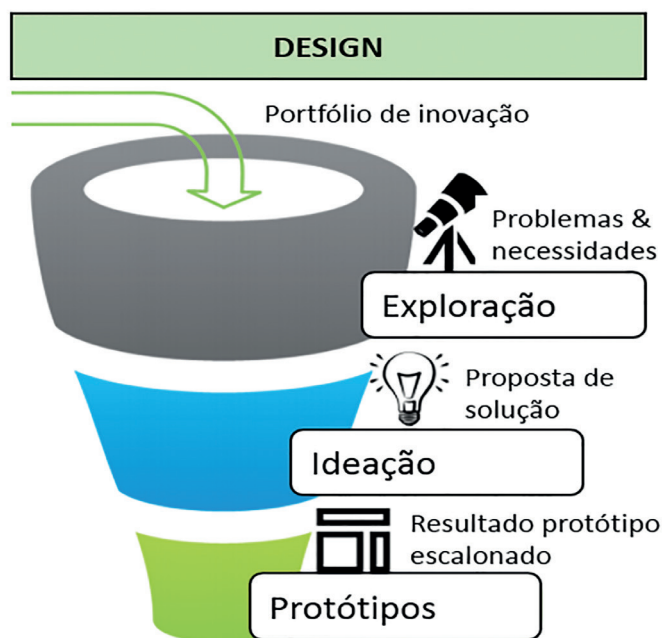 DESIGN
Portfólio de inovação
Problemas &
necessidades
Exploração
Proposta de
solução
Ideação
Resultado protótipo
escalonado
Protótipos